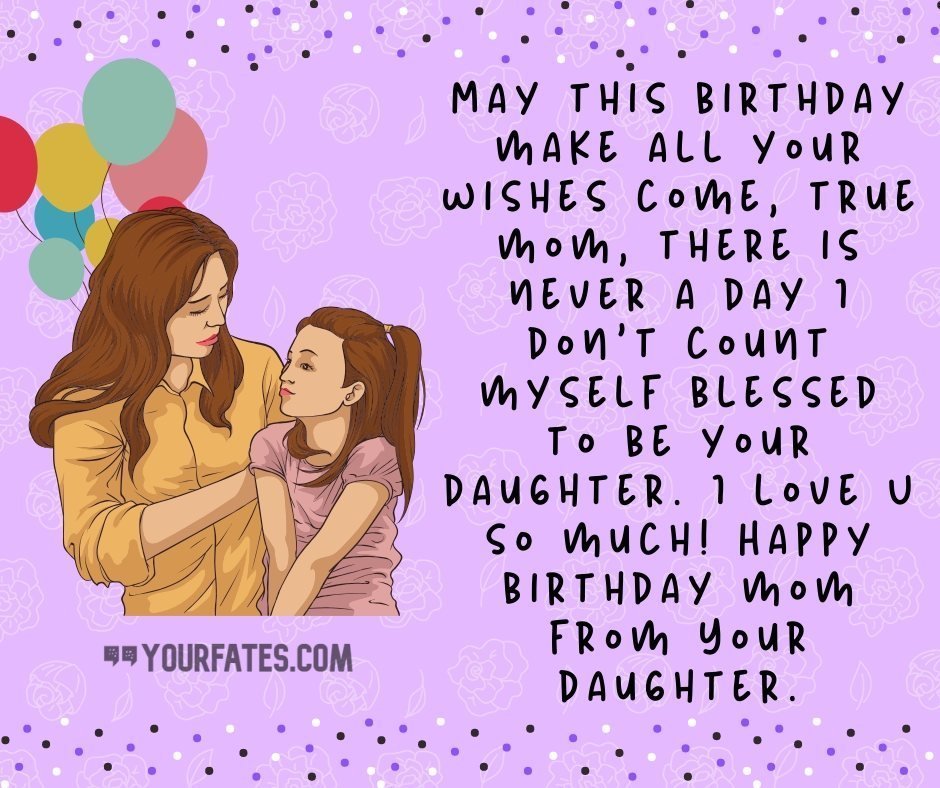 MAY THIS BIRTHDAY
MAKE ALL YOUR
WISHES COME, TRUE
MOM, THERE IS
NEVER A DAY I
DON'T COUNT
MYSELF BLESSED
TO BE YOUR
DAUGHTER. I LOVE U
SO MUCH! HAPPY
BIRTHDAY MOM
FROM YOUR
DAUGHTER.
YOURFATES.COM